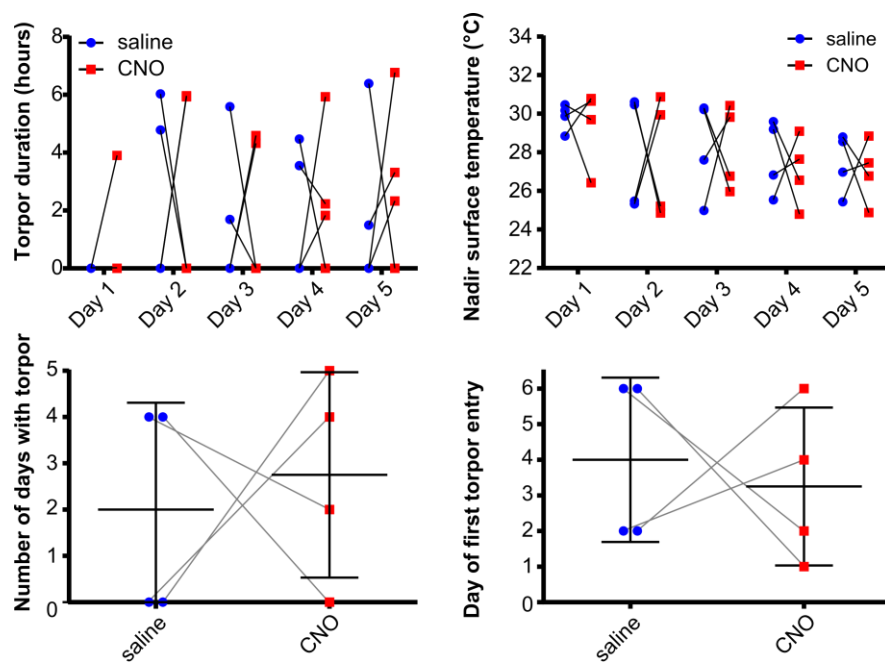 Torpor duration (hours)
8
6
4
2
0
saline
CNO
Day 1
Day 2
Day 3
Day 4
Day 5
Nadir surface temperature (°C)
34
32
30
28
26
24
22
saline
CNO
Day 1
Day 2
Day 3
Day 4
Day 5
Number of days with torpor
5
4
3
2
1
0
saline
CNO
Day of first torpor entry
6
5
4
3
2
1
0
saline
CNO